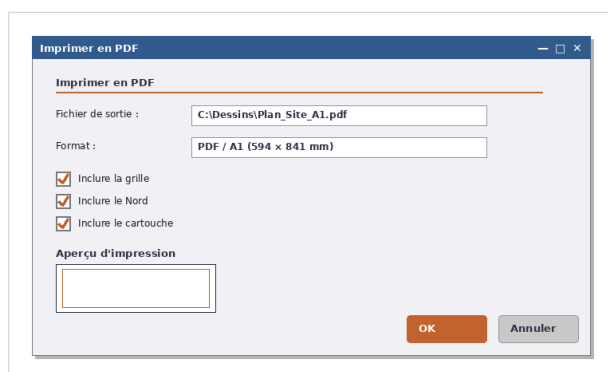 Imprimer en PDF
Imprimer en PDF
Fichier de sortie : C:\Dessins\Plan_Site_A1.pdf
Format : PDF / A1 (594 × 841 mm)
Inclure la grille
Inclure le Nord
Inclure le cartouche
Aperçu d'impression
OK Annuler